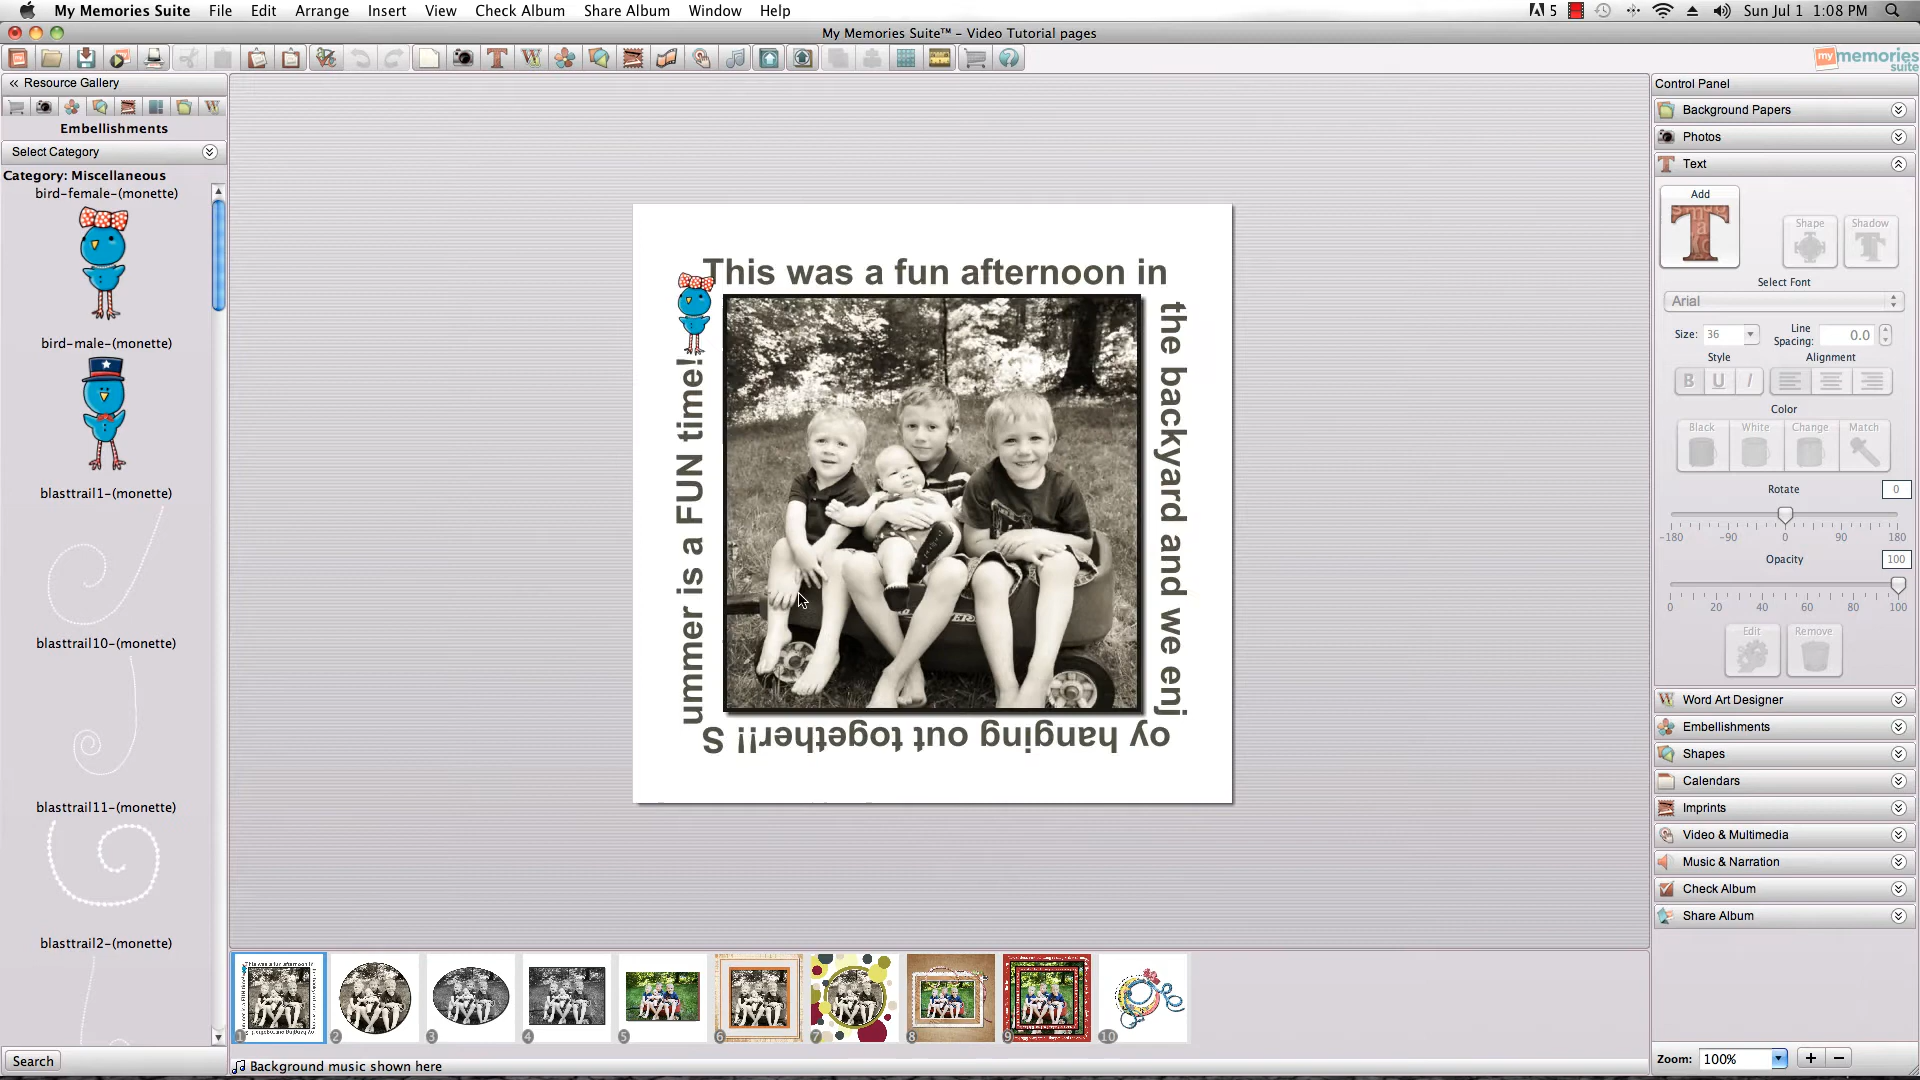 My Memories Suite File Edit Arrange Insert View Check Album Share Album Window Help
5 Sun Jul 1 1:08 PM
My Memories Suite™ – Video Tutorial pages
my memories suite
« Resource Gallery
Embellishments
Select Category
Category: Miscellaneous
bird-female-(monette)
bird-male-(monette)
blasttrail1-(monette)
blasttrail10-(monette)
blasttrail11-(monette)
blasttrail2-(monette)
Search
This was a fun afternoon in
the backyard and we enj
oy hanging out together!! S
ummer is a FUN time!
1 2 3 4 5 6 7 8 9 10
Background music shown here
Control Panel
Background Papers
Photos
Text
Add
Shape Shadow
Select Font
Arial
Size: 36 Line Spacing: 0.0
Style Alignment
B U I
Color
Black White Change Match
Rotate 0
-180 -90 0 90 180
Opacity 100
0 20 40 60 80 100
Edit Remove
Word Art Designer
Embellishments
Shapes
Calendars
Imprints
Video & Multimedia
Music & Narration
Check Album
Share Album
Zoom: 100% + −